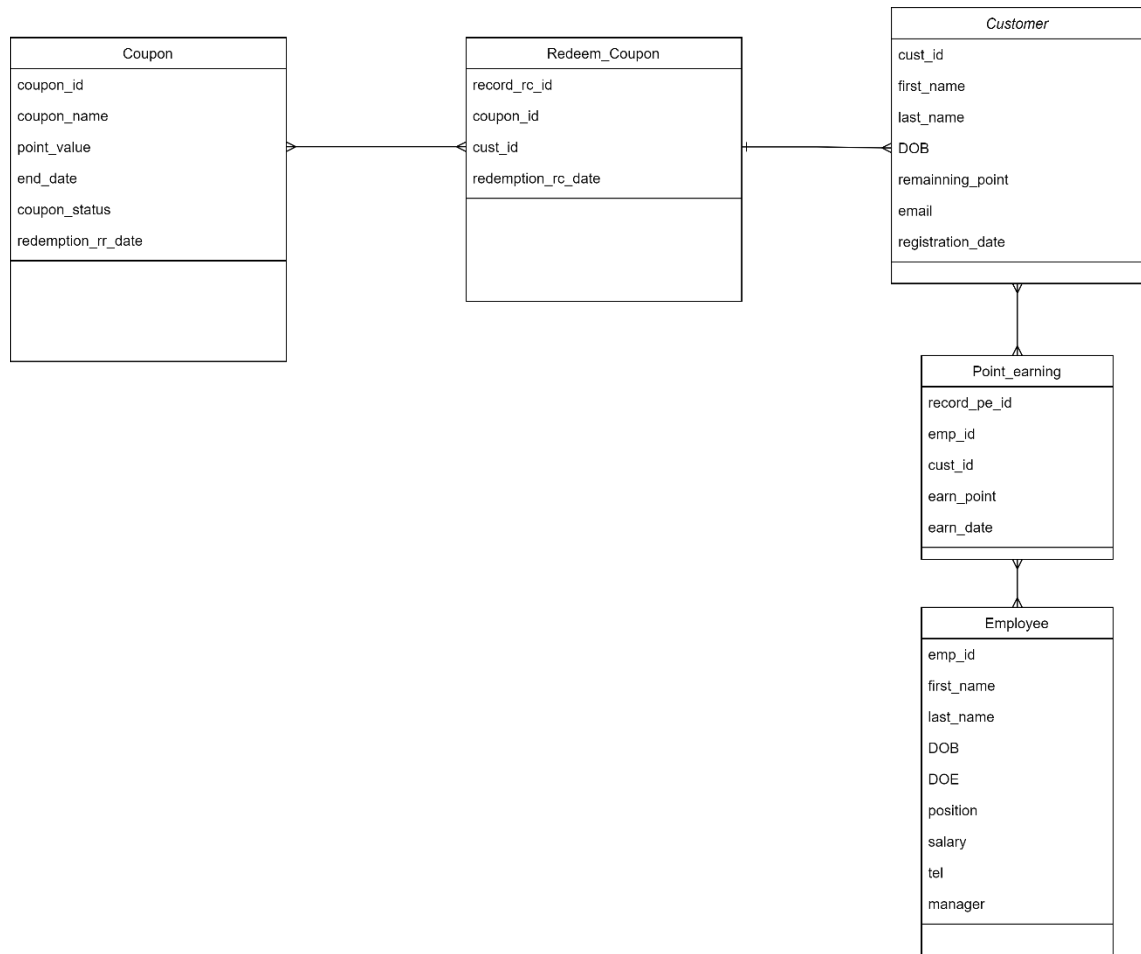 Coupon
coupon_id
coupon_name
point_value
end_date
coupon_status
redemption_rr_date
Redeem_Coupon
record_rc_id
coupon_id
cust_id
redemption_rc_date
Customer
cust_id
first_name
last_name
DOB
remainning_point
email
registration_date
Point_earning
record_pe_id
emp_id
cust_id
earn_point
earn_date
Employee
emp_id
first_name
last_name
DOB
DOE
position
salary
tel
manager